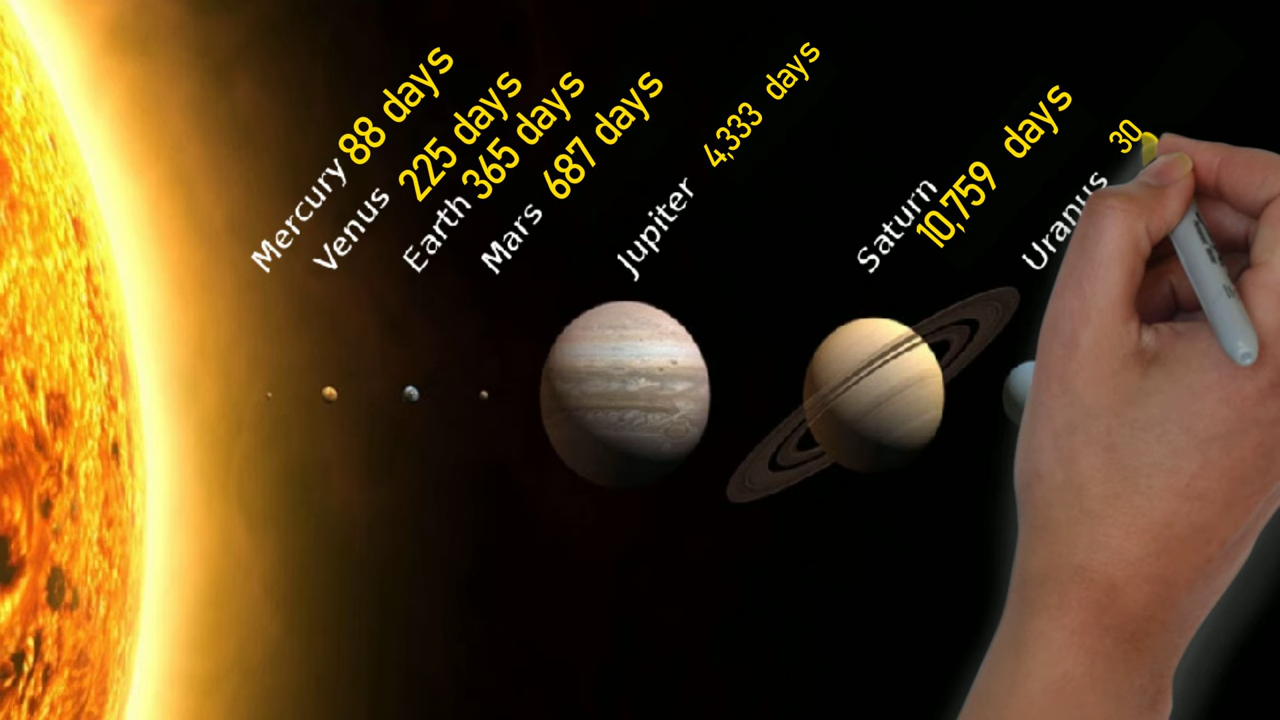 Mercury 88 days
Venus 225 days
Earth 365 days
Mars 687 days
Jupiter 4,333 days
Saturn 10,759 days
Uranus 30